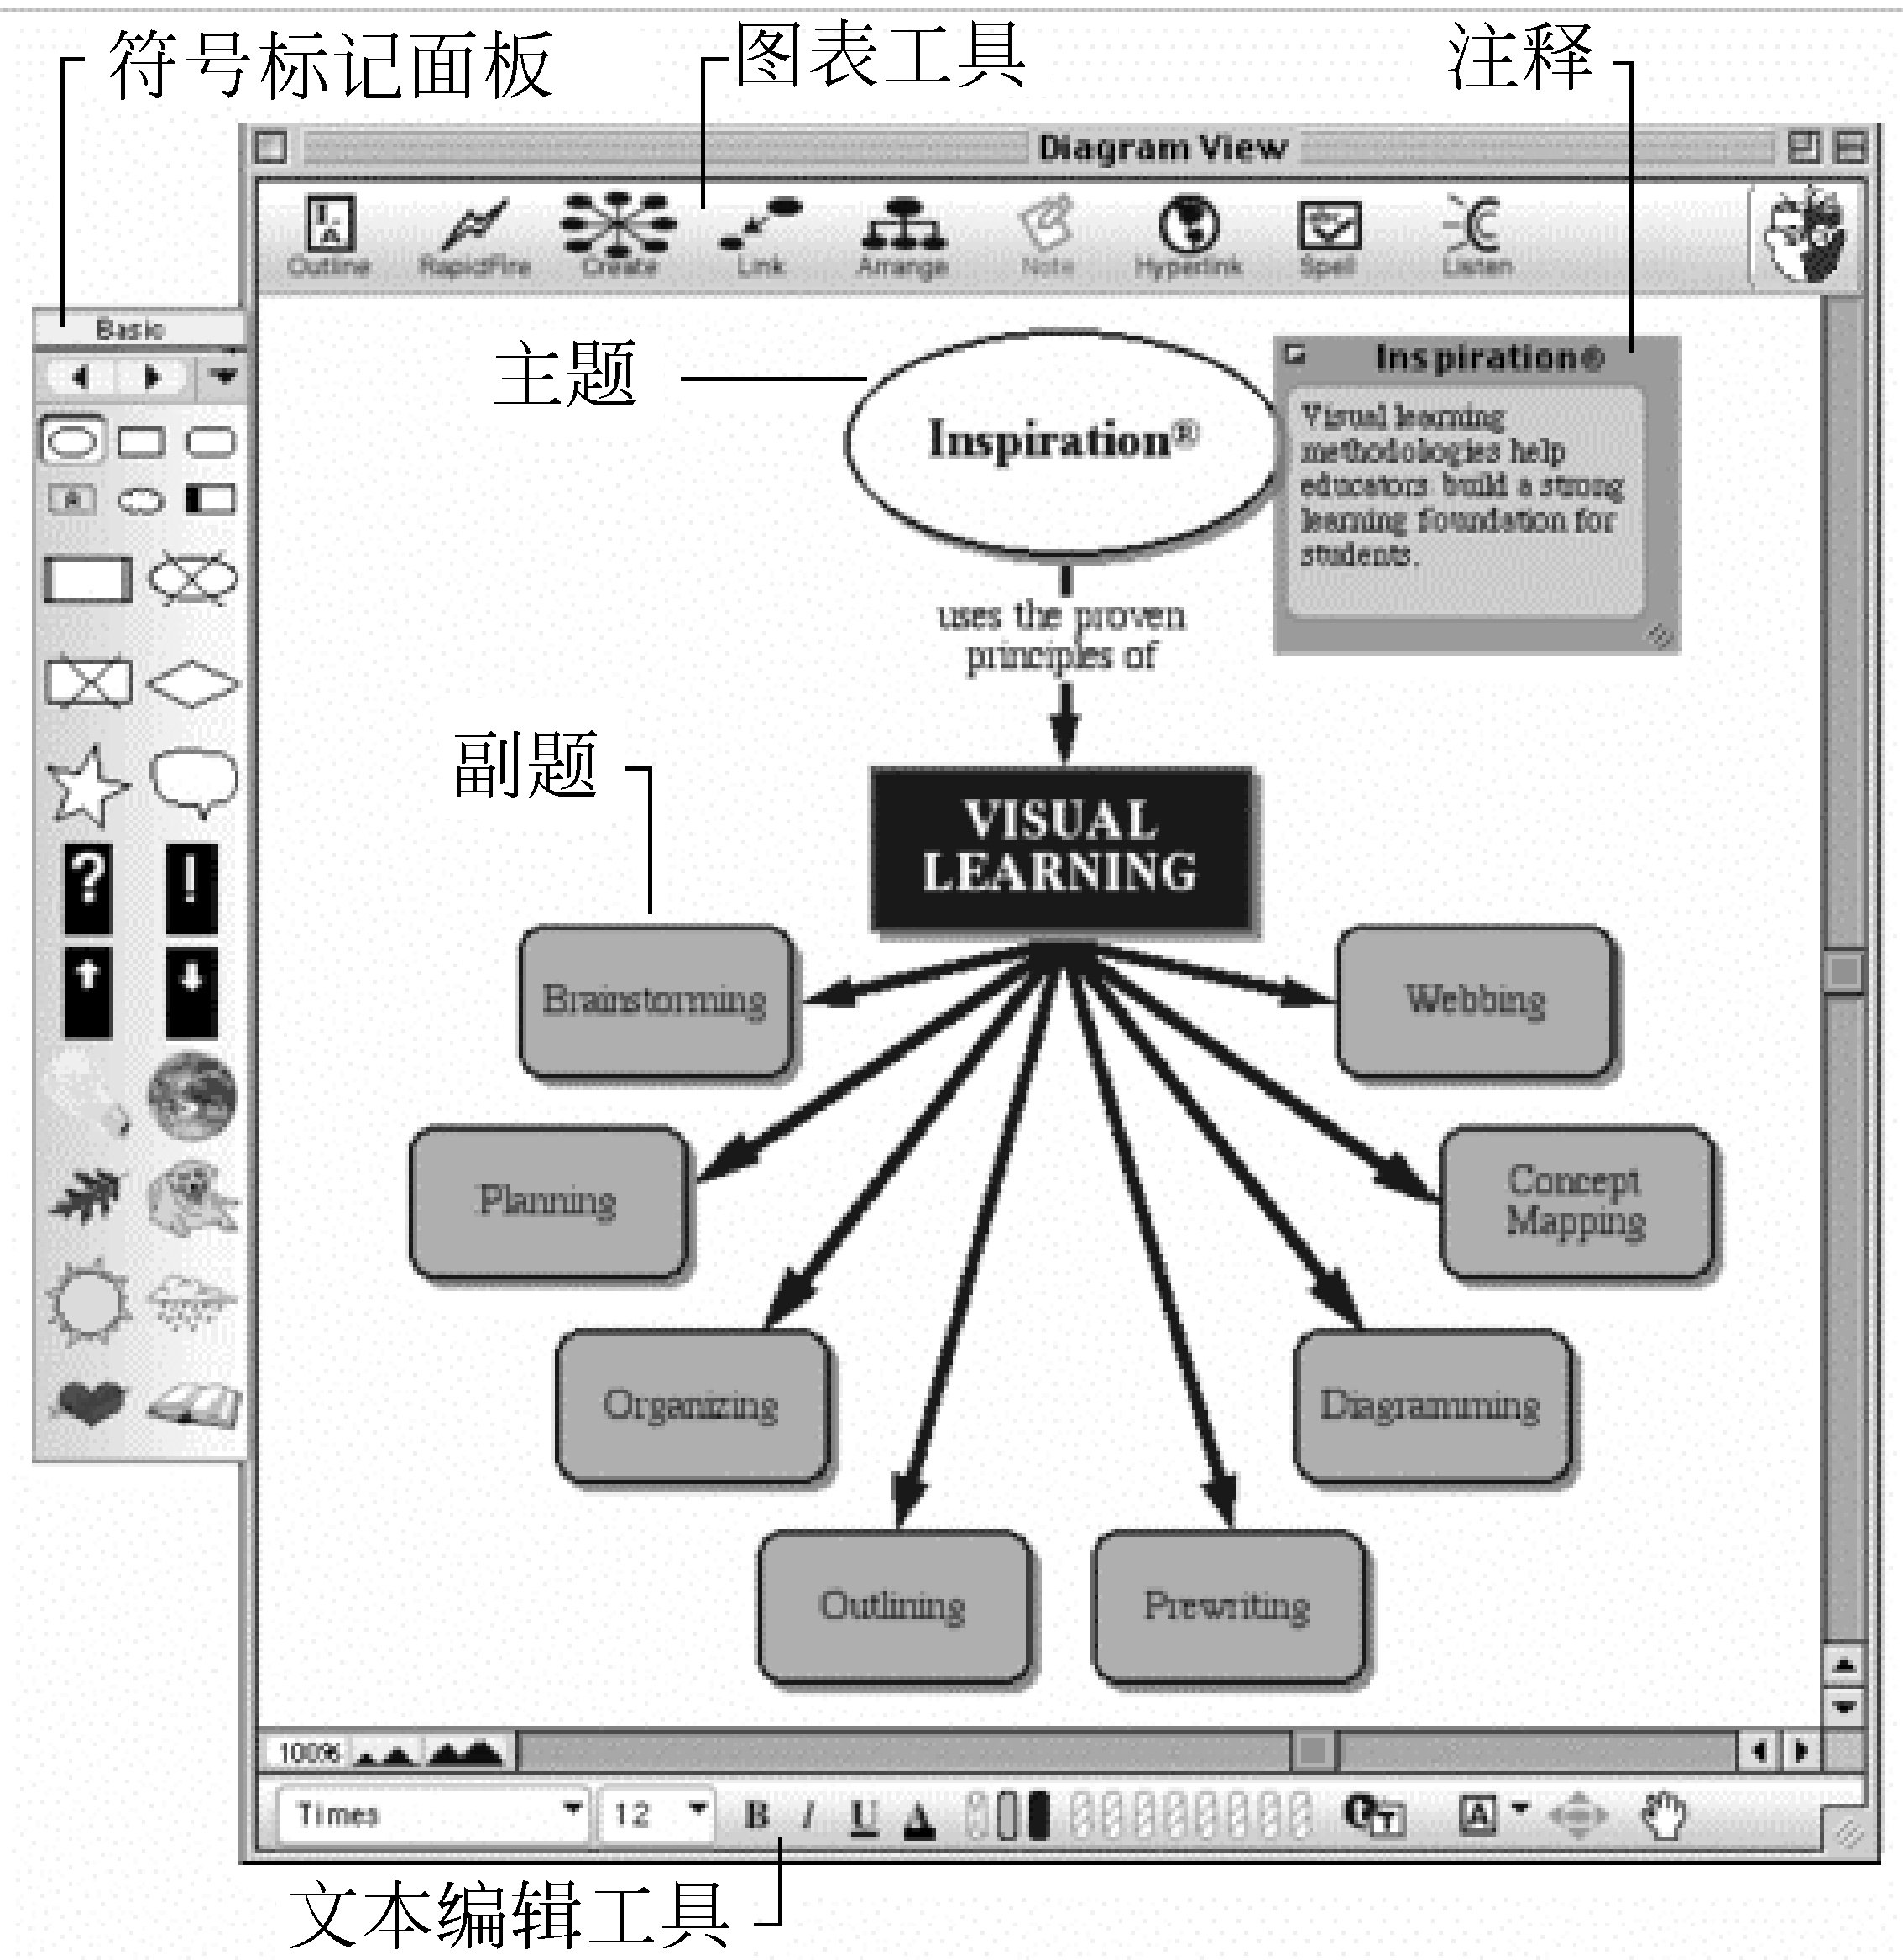 符号标记面板
图表工具
注释
Diagram View
Outline
RapidFire
Create
Link
Arrange
Note
Hyperlink
Spell
Listen
Basic
主题
Inspiration®
Inspiration®
Visual learning
methodologies help
educators build a strong
learning foundation for
students.
uses the proven
principles of
副题
VISUAL
LEARNING
Brainstorming
Webbing
Planning
Concept
Mapping
Organizing
Diagramming
Outlining
Prewriting
100%
Times
12
B I U A
文本编辑工具